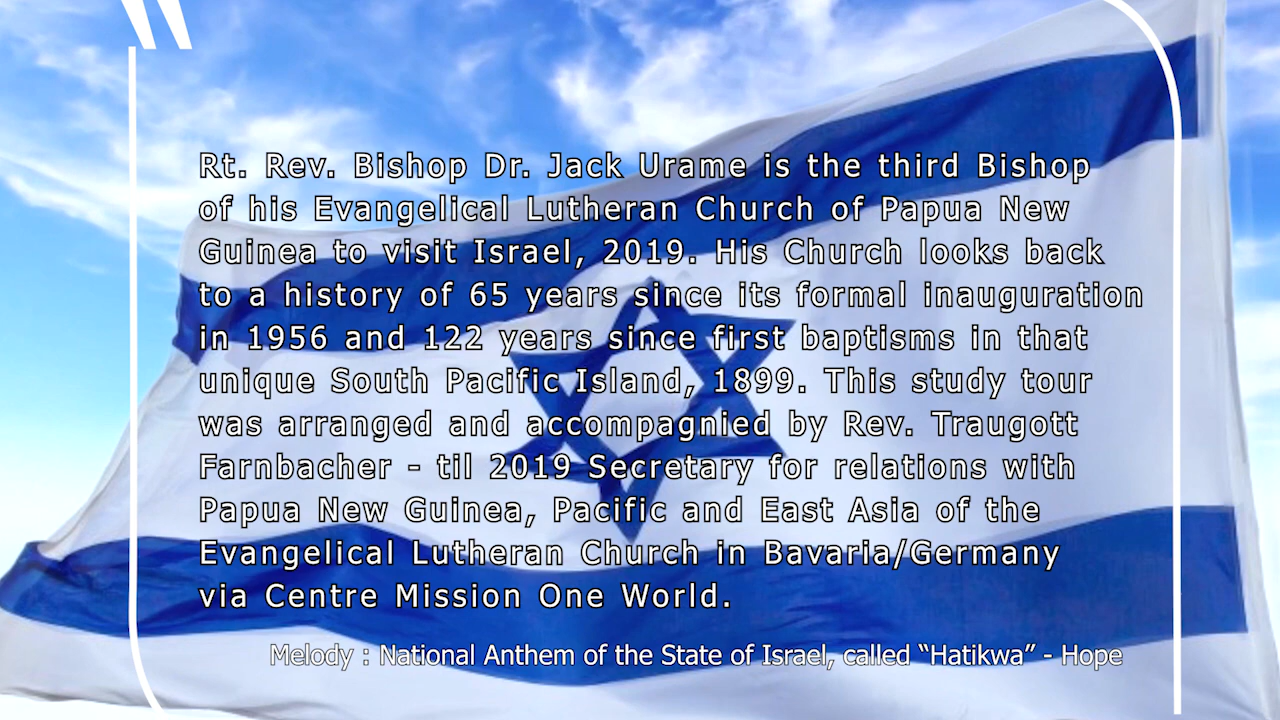 Rt. Rev. Bishop Dr. Jack Urame is the third Bishop
of his Evangelical Lutheran Church of Papua New
Guinea to visit Israel, 2019. His Church looks back
to a history of 65 years since its formal inauguration
in 1956 and 122 years since first baptisms in that
unique South Pacific Island, 1899. This study tour
was arranged and accompagnied by Rev. Traugott
Farnbacher - til 2019 Secretary for relations with
Papua New Guinea, Pacific and East Asia of the
Evangelical Lutheran Church in Bavaria/Germany
via Centre Mission One World.
Melody : National Anthem of the State of Israel, called “Hatikwa” - Hope